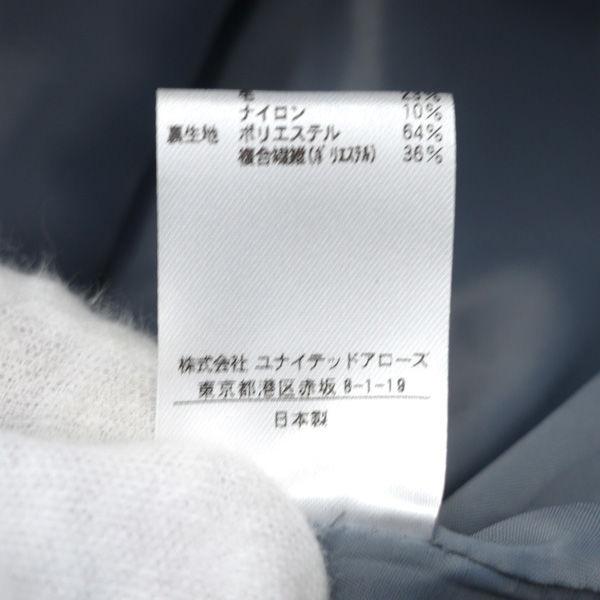 ナイロン 10%
裏生地 ポリエステル 64%
複合繊維(ポリエステル) 36%
株式会社 ユナイテッドアローズ
東京都港区赤坂 8-1-19
日本製